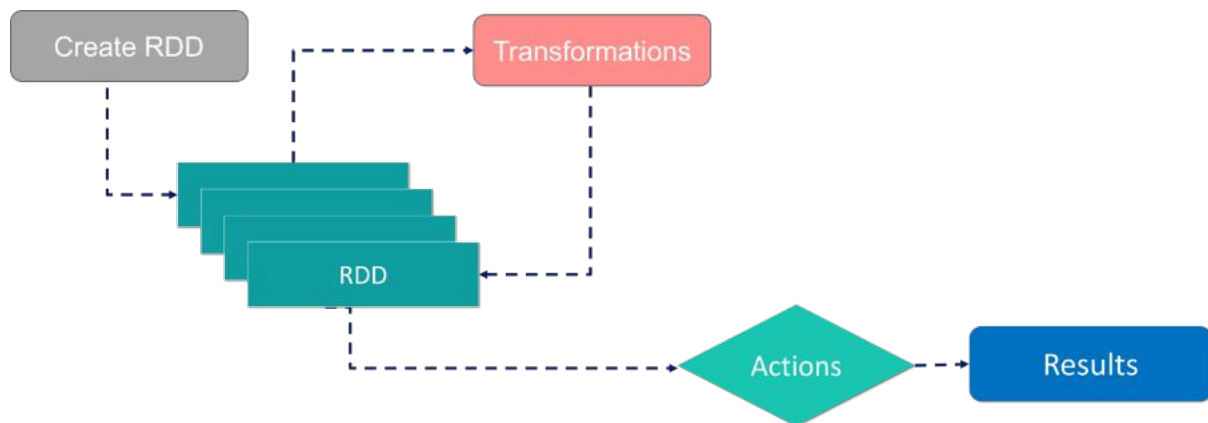 Create RDD
Transformations
RDD
Actions
Results